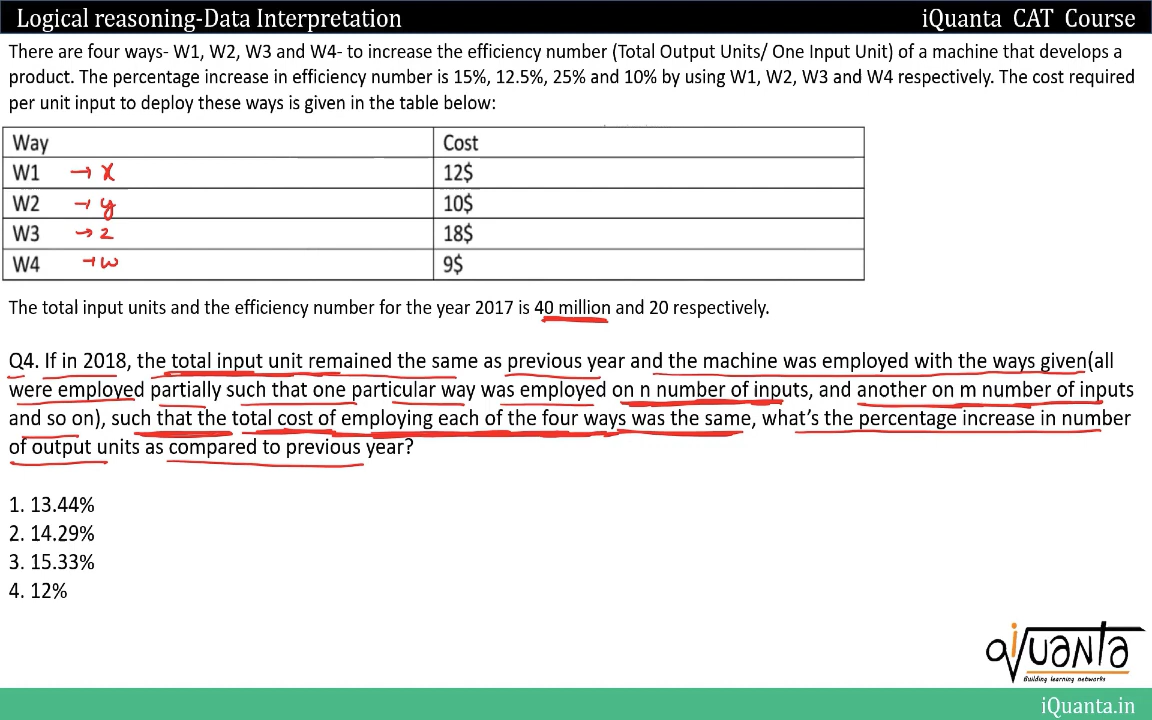 Logical reasoning-Data Interpretation iQuanta CAT Course
There are four ways- W1, W2, W3 and W4- to increase the efficiency number (Total Output Units/ One Input Unit) of a machine that develops a
product. The percentage increase in efficiency number is 15%, 12.5%, 25% and 10% by using W1, W2, W3 and W4 respectively. The cost required
per unit input to deploy these ways is given in the table below:
Way Cost
W1 → x 12$
W2 → y 10$
W3 → z 18$
W4 → w 9$
The total input units and the efficiency number for the year 2017 is 40 million and 20 respectively.
Q4. If in 2018, the total input unit remained the same as previous year and the machine was employed with the ways given(all
were employed partially such that one particular way was employed on n number of inputs, and another on m number of inputs
and so on), such that the total cost of employing each of the four ways was the same, what's the percentage increase in number
of output units as compared to previous year?
1. 13.44%
2. 14.29%
3. 15.33%
4. 12%
iQuanta
Building learning networks
iQuanta.in